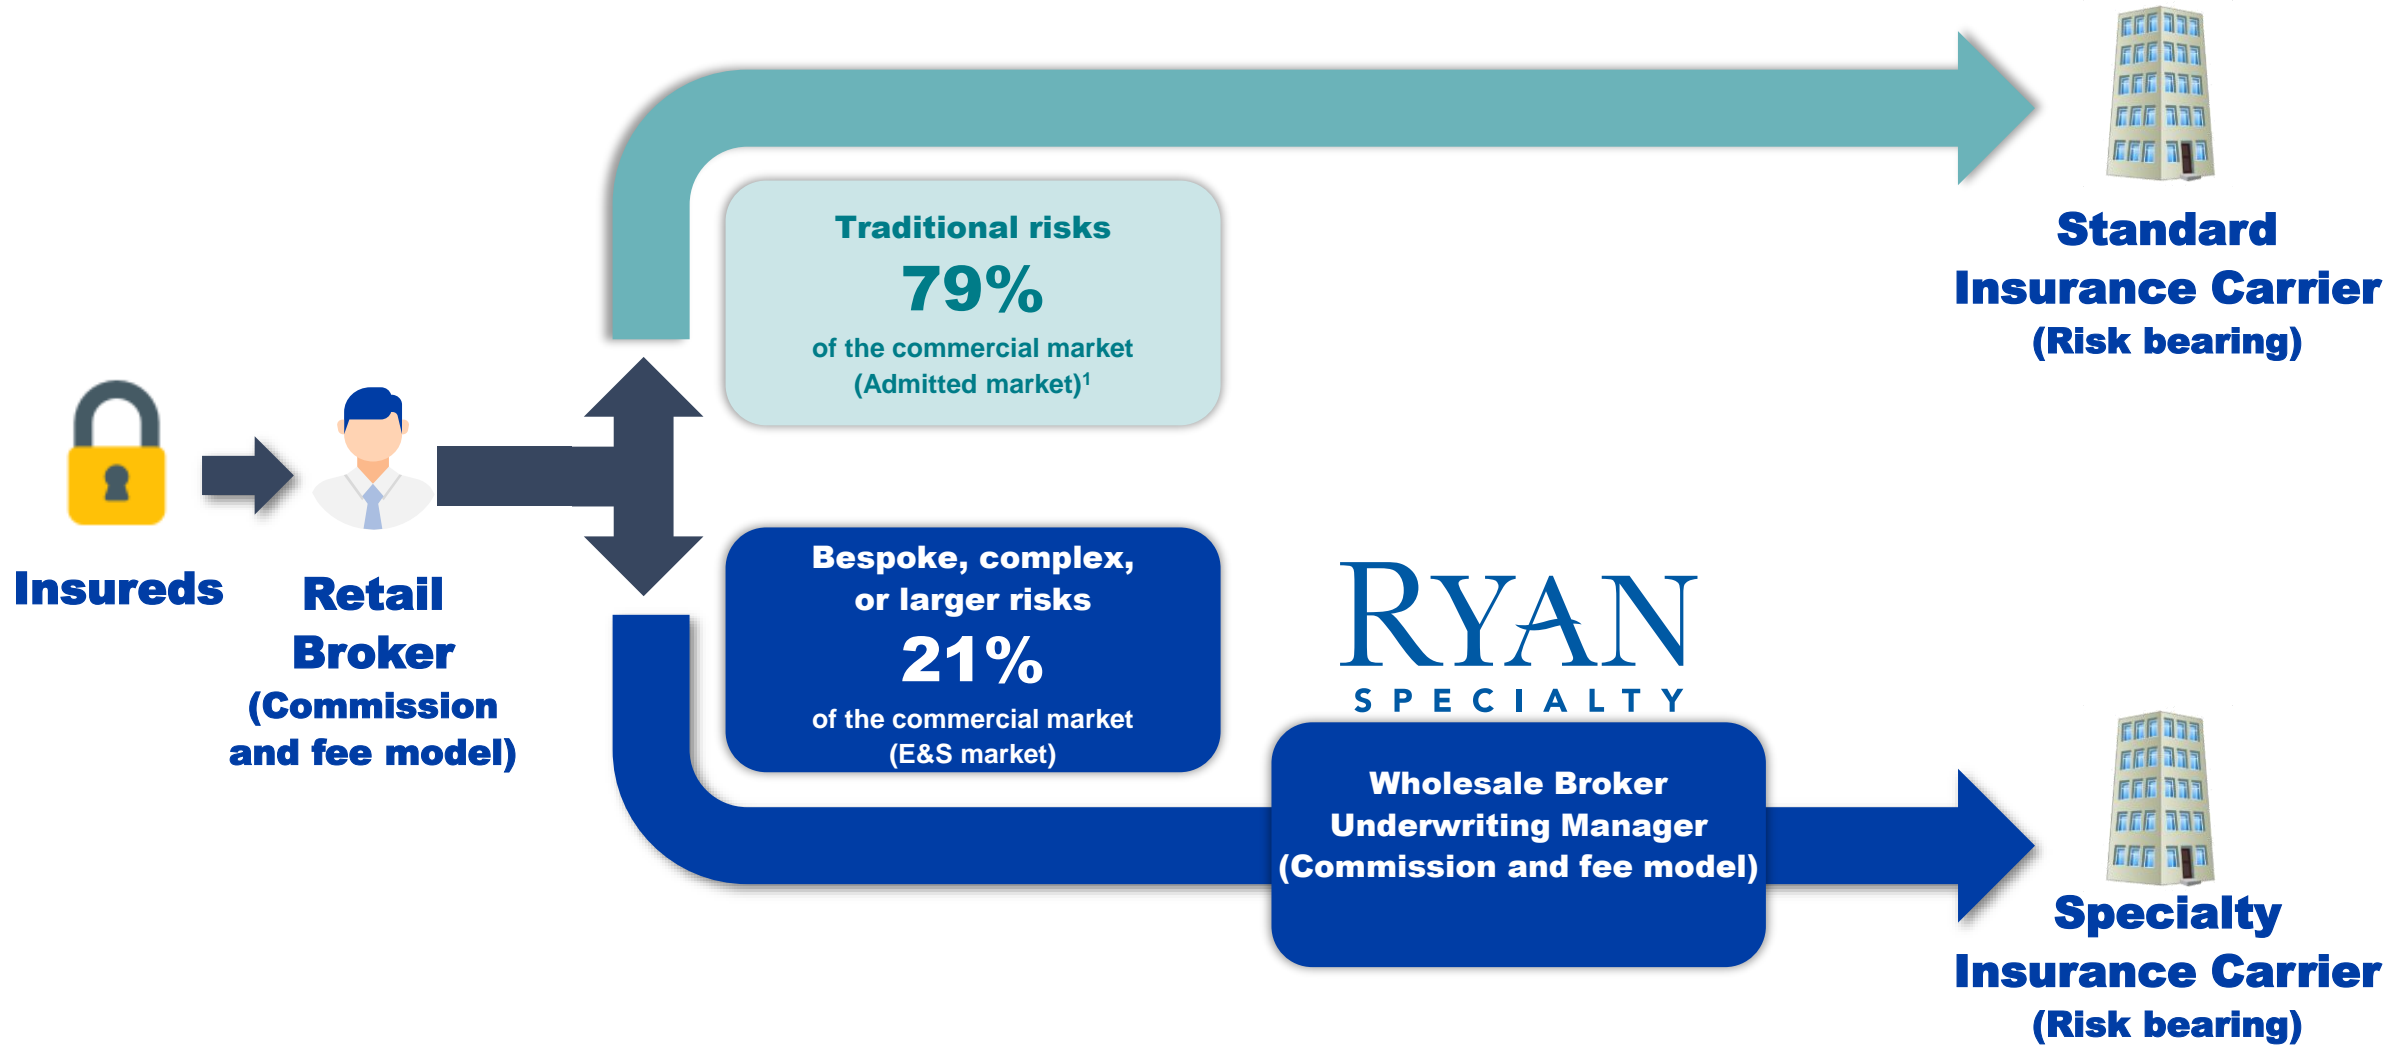 Insureds
Retail
Broker
(Commission
and fee model)
Traditional risks
79%
of the commercial market
(Admitted market)¹
Bespoke, complex,
or larger risks
21%
of the commercial market
(E&S market)
RYAN
SPECIALTY
Wholesale Broker
Underwriting Manager
(Commission and fee model)
Standard
Insurance Carrier
(Risk bearing)
Specialty
Insurance Carrier
(Risk bearing)